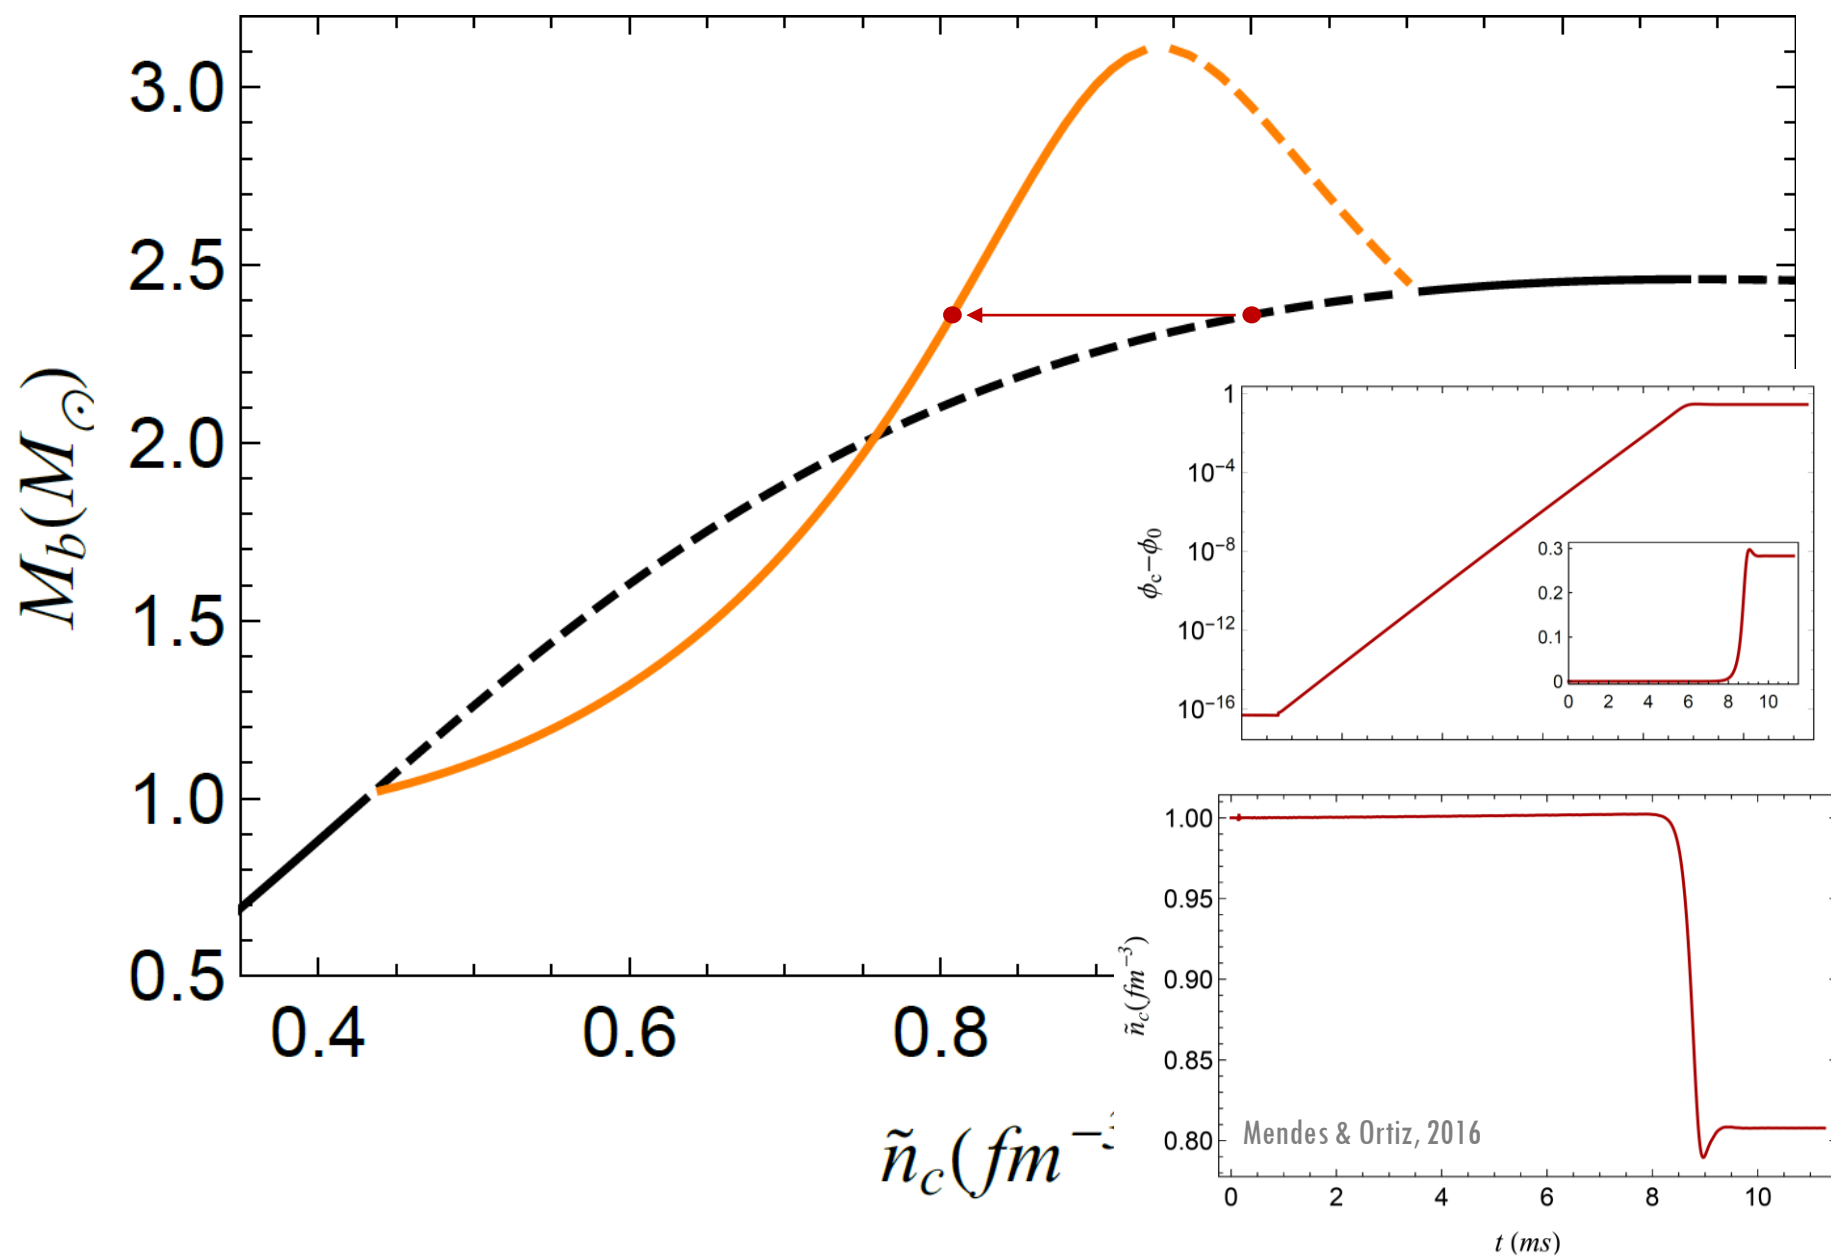 3.0
2.5
2.0
1.5
1.0
0.5
M_b(M_⊙)
0.4 0.6 0.8
ñ_c(fm^−3
1
10^−4
10^−8
10^−12
10^−16
ϕ_c−ϕ_0
0.3
0.2
0.1
0
0 2 4 6 8 10
1.00
0.95
0.90
0.85
0.80
ñ_c(fm^−3)
Mendes & Ortiz, 2016
0 2 4 6 8 10
t (ms)